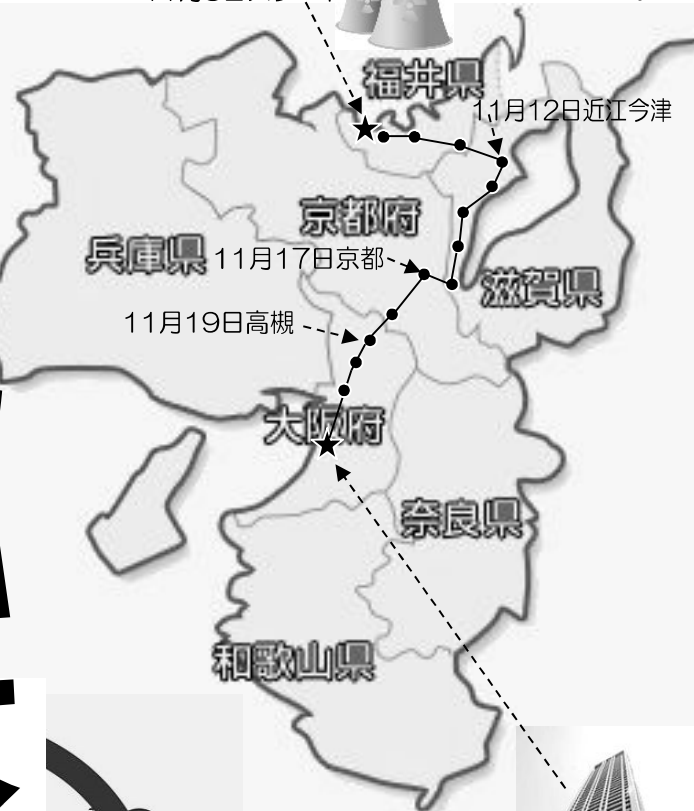 福井県
11月12日近江今津
京都府
兵庫県
11月17日京都
滋賀県
11月19日高槻
大阪府
奈良県
和歌山県